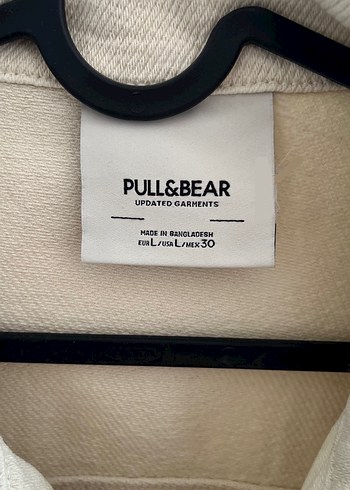 PULL&BEAR
UPDATED GARMENTS
MADE IN BANGLADESH
EUR L/USA L/MEX 30